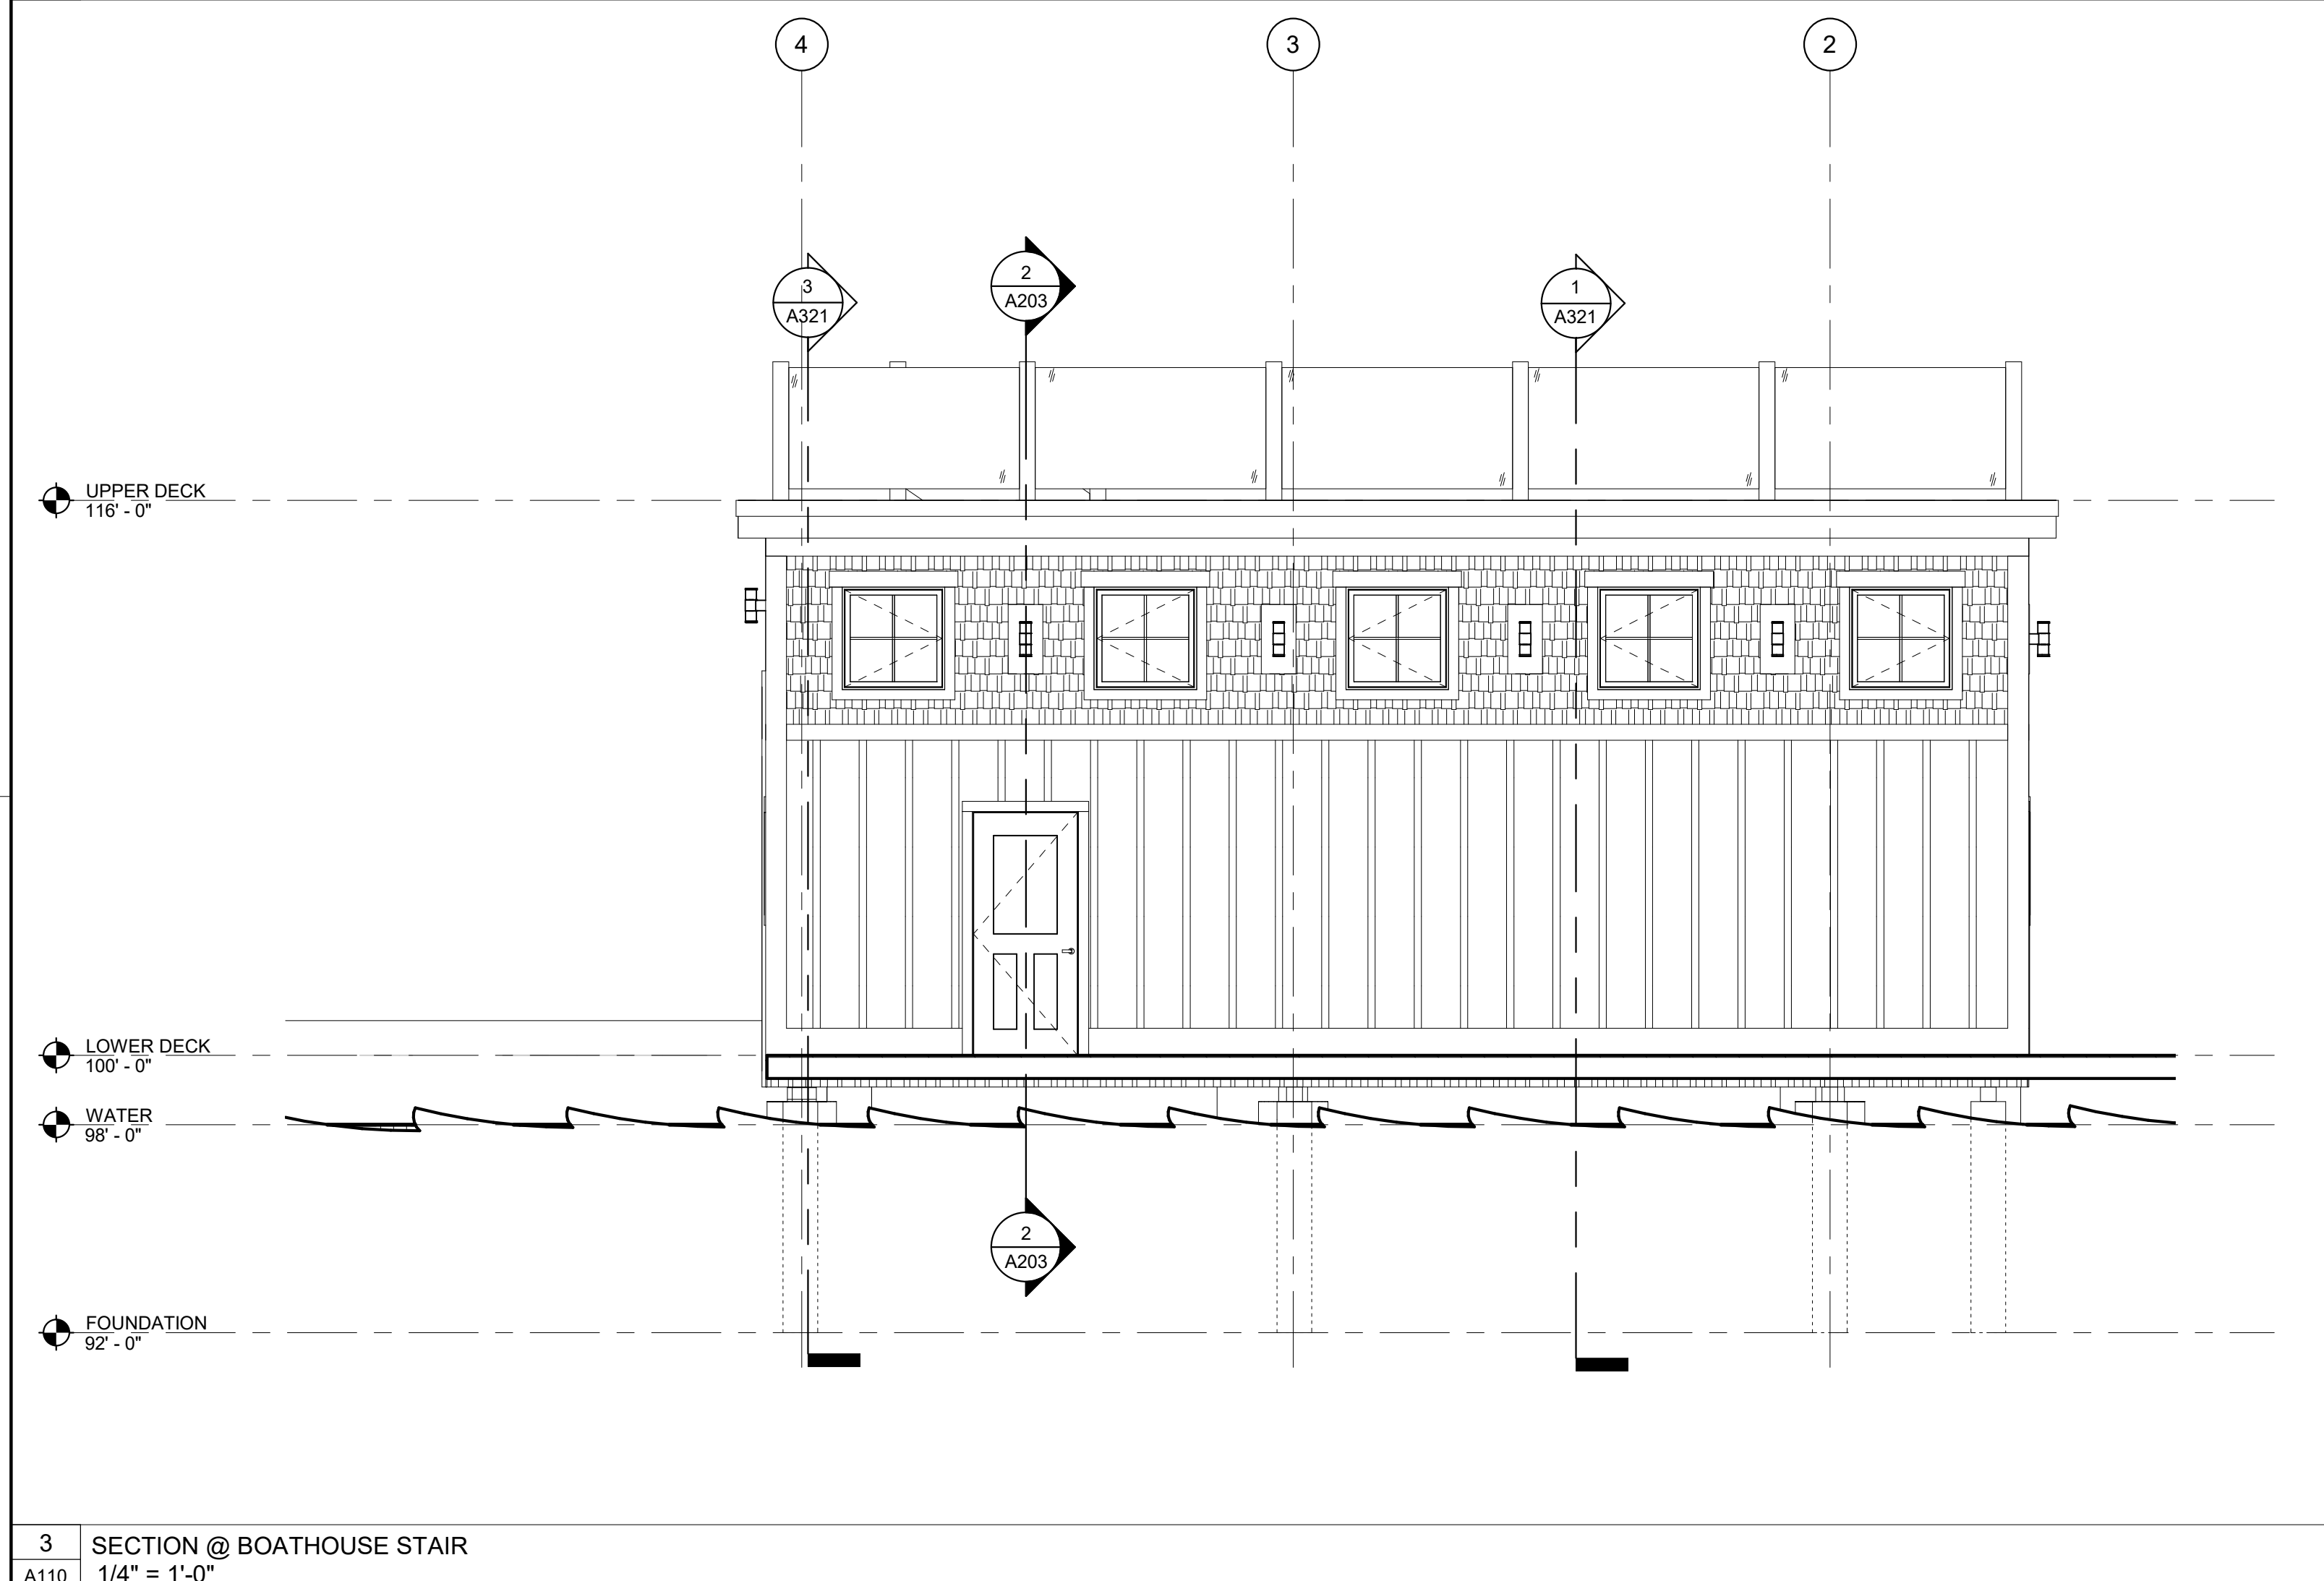 4
3
2
3
A321
2
A203
1
A321
UPPER DECK
116' - 0"
LOWER DECK
100' - 0"
WATER
98' - 0"
2
A203
FOUNDATION
92' - 0"
3
SECTION @ BOATHOUSE STAIR
A110
1/4" = 1'-0"